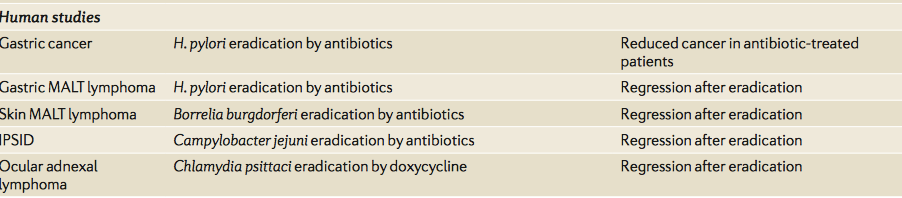 Human studies
Gastric cancer H. pylori eradication by antibiotics Reduced cancer in antibiotic-treated
patients
Gastric MALT lymphoma H. pylori eradication by antibiotics Regression after eradication
Skin MALT lymphoma Borrelia burgdorferi eradication by antibiotics Regression after eradication
IPSID Campylobacter jejuni eradication by antibiotics Regression after eradication
Ocular adnexal Chlamydia psittaci eradication by doxycycline Regression after eradication
lymphoma